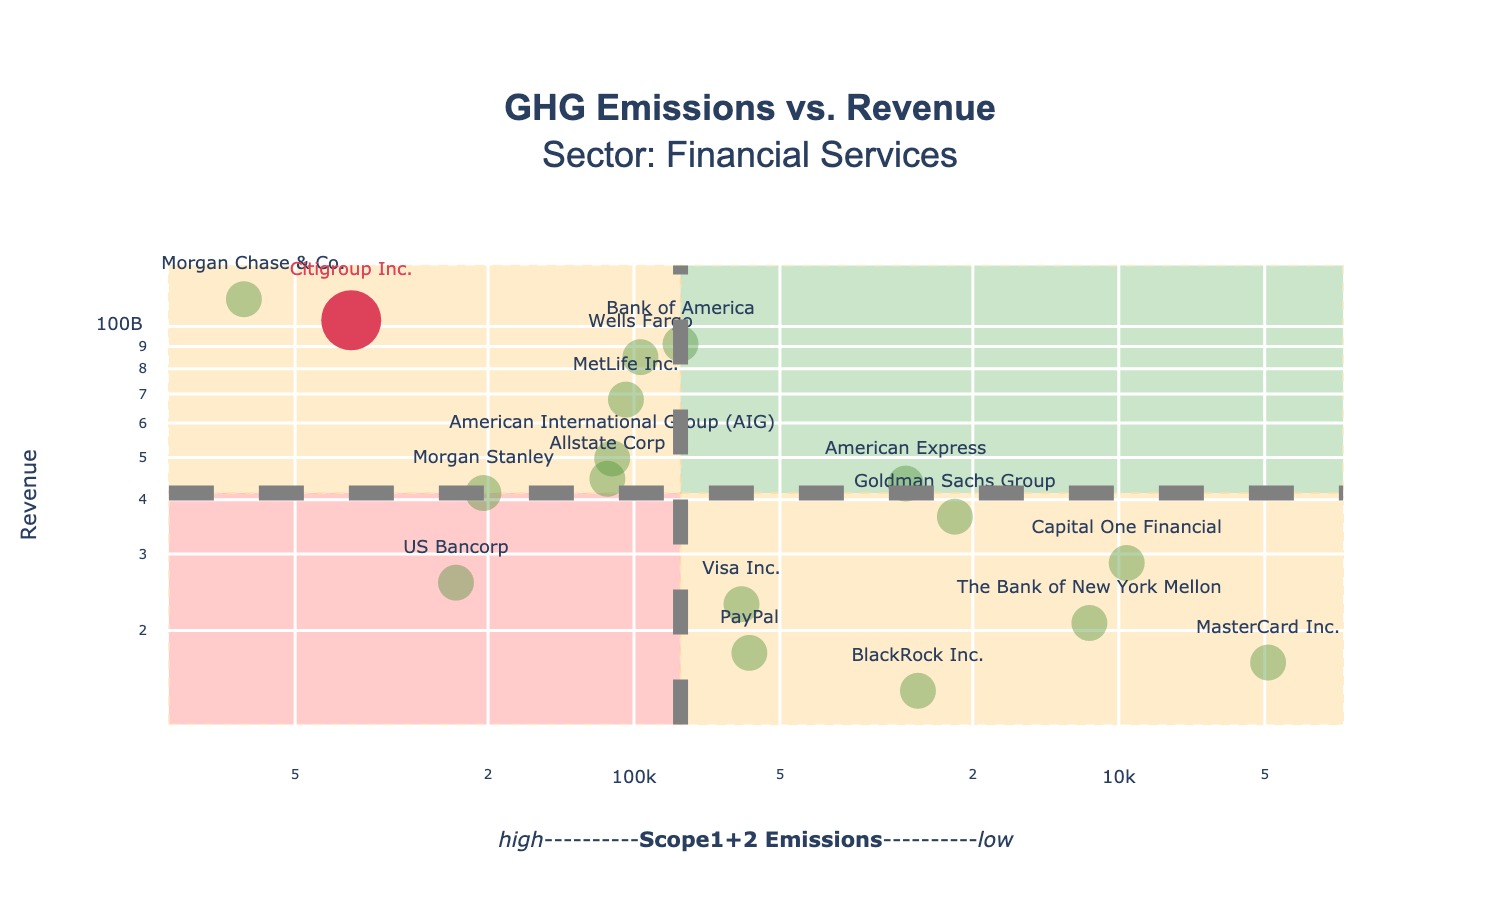 GHG Emissions vs. Revenue
Sector: Financial Services
Morgan Chase & Co.
Citigroup Inc.
Bank of America
Wells Fargo
MetLife Inc.
American International Group (AIG)
Allstate Corp
Morgan Stanley
American Express
Goldman Sachs Group
Capital One Financial
US Bancorp
Visa Inc.
The Bank of New York Mellon
PayPal
MasterCard Inc.
BlackRock Inc.
Revenue
100B
9
8
7
6
5
4
3
2
5 2 100k 5 2 10k 5
high----------Scope1+2 Emissions----------low